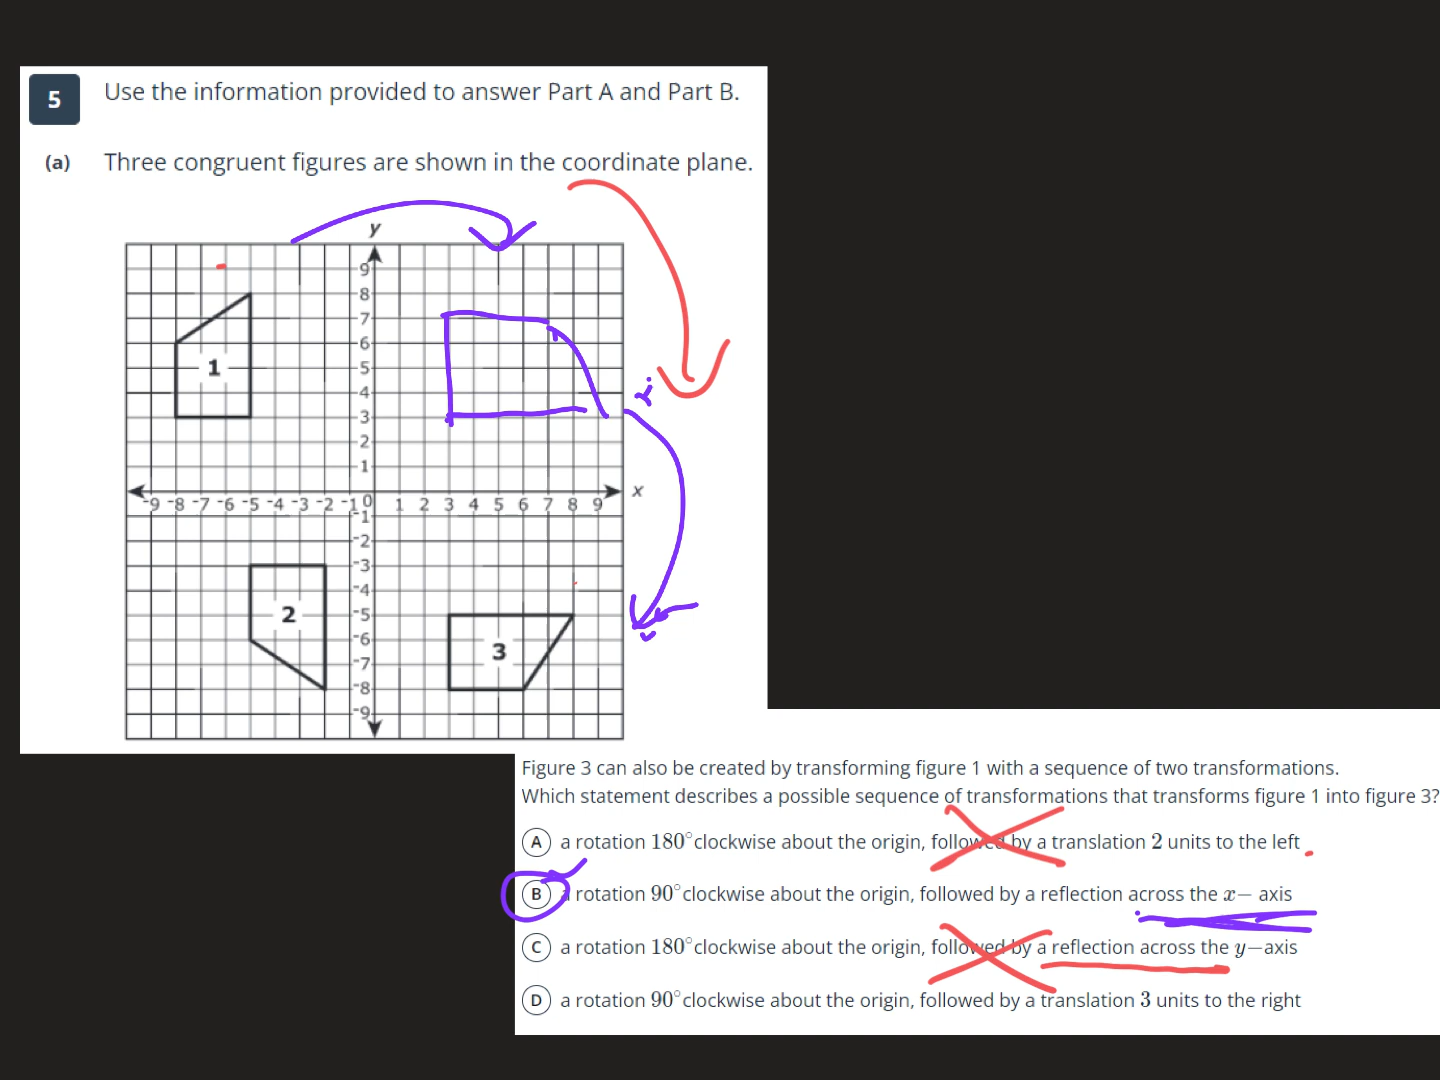 5 Use the information provided to answer Part A and Part B.
(a) Three congruent figures are shown in the coordinate plane.
y
9
8
7
1 6
5
4
3
2
1
-9 -8 -7 -6 -5 -4 -3 -2 -1 0 1 2 3 4 5 6 7 8 9 x
-1
-2
-3
-4
2 -5
-6 3
-7
-8
-9
Figure 3 can also be created by transforming figure 1 with a sequence of two transformations.
Which statement describes a possible sequence of transformations that transforms figure 1 into figure 3?
A a rotation 180° clockwise about the origin, followed by a translation 2 units to the left
B a rotation 90° clockwise about the origin, followed by a reflection across the x− axis
C a rotation 180° clockwise about the origin, followed by a reflection across the y−axis
D a rotation 90° clockwise about the origin, followed by a translation 3 units to the right